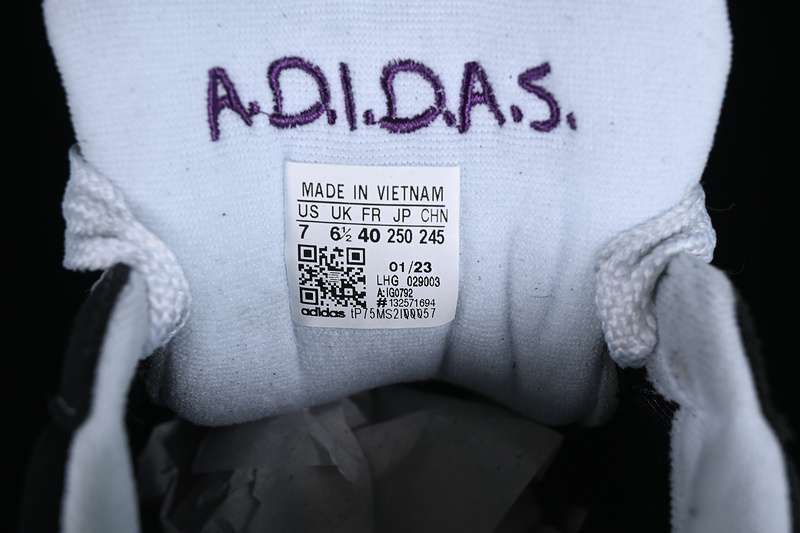 A.D.I.D.A.S.
MADE IN VIETNAM
US UK FR JP CHN
7 6½ 40 250 245
01/23
LHG 029003
A:IG0792
#132571694
adidas